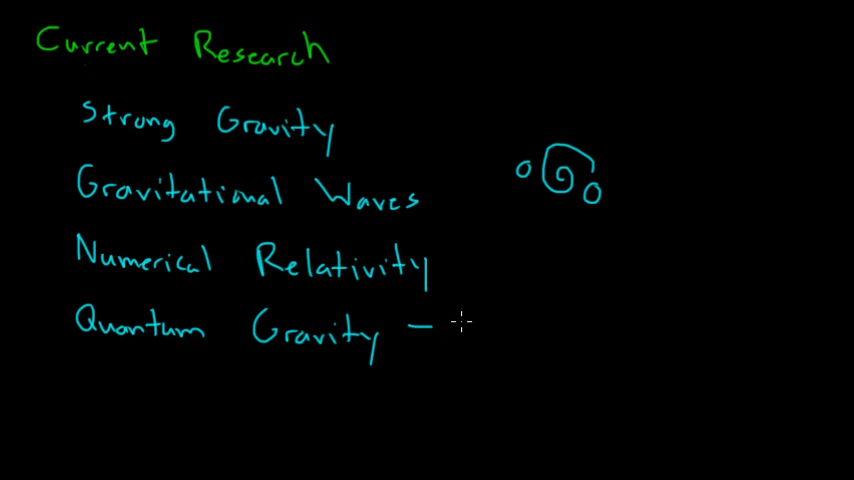 Current Research
Strong Gravity
Gravitational Waves
Numerical Relativity
Quantum Gravity –